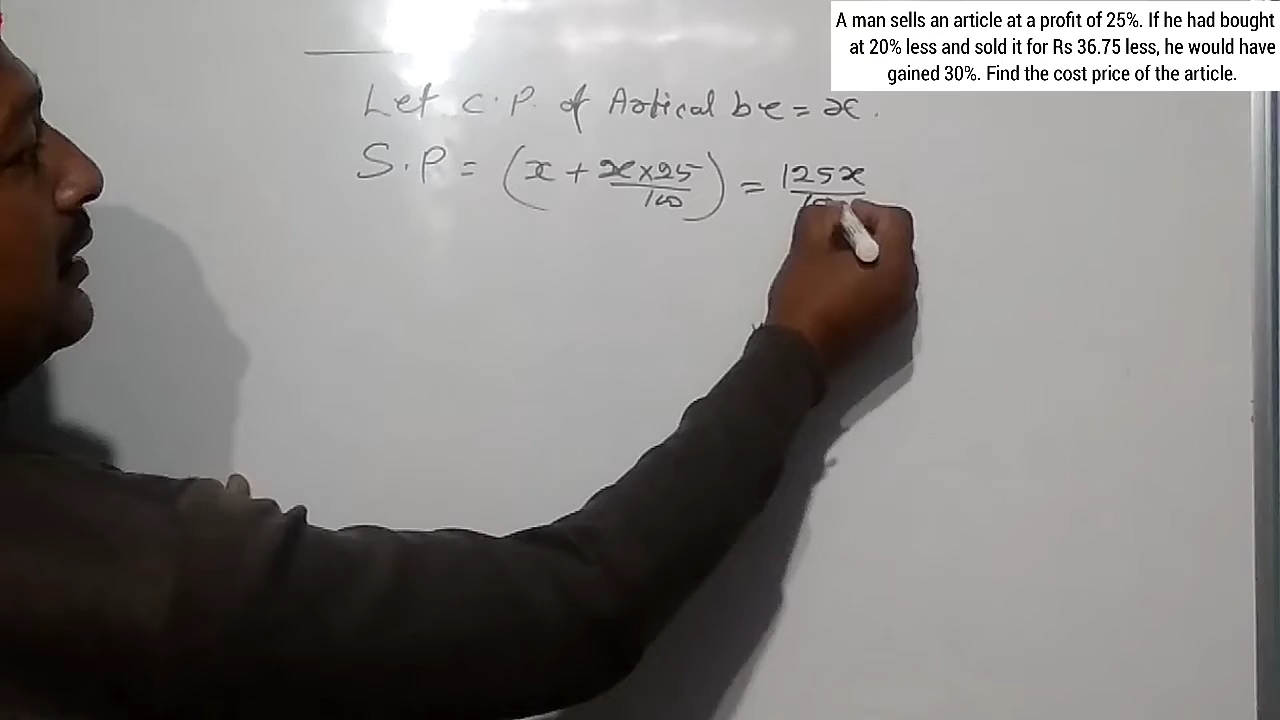 A man sells an article at a profit of 25%. If he had bought
at 20% less and sold it for Rs 36.75 less, he would have
gained 30%. Find the cost price of the article.
Let C.P. of Artical be = x.
S.P = (x + x×25/100) = 125x/10